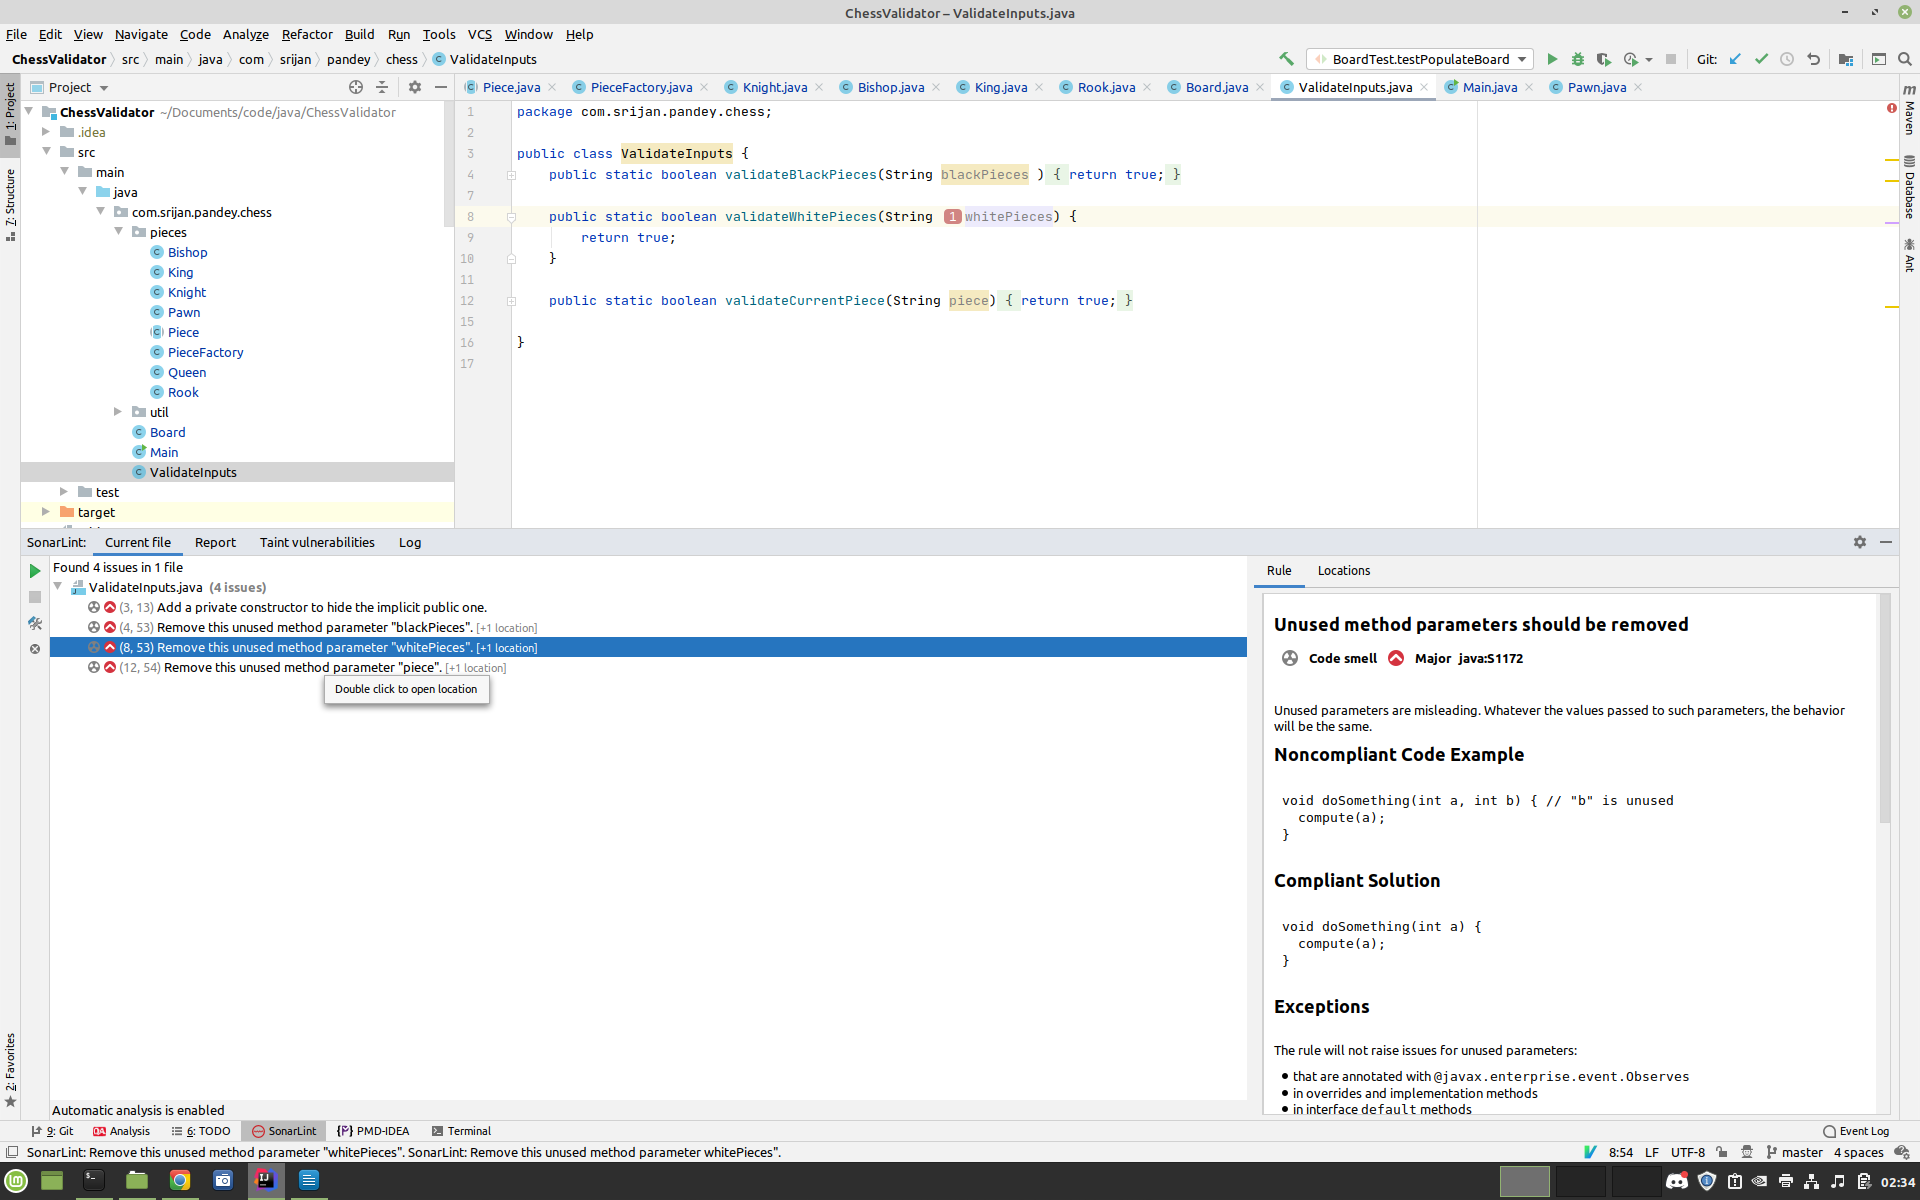 ChessValidator – ValidateInputs.java
File Edit View Navigate Code Analyze Refactor Build Run Tools VCS Window Help
ChessValidator src main java com srijan pandey chess ValidateInputs
BoardTest.testPopulateBoard Git:
1: Project
7: Structure
2: Favorites
Project
ChessValidator ~/Documents/code/java/ChessValidator
.idea
src
main
java
com.srijan.pandey.chess
pieces
Bishop
King
Knight
Pawn
Piece
PieceFactory
Queen
Rook
util
Board
Main
ValidateInputs
test
target
Piece.java PieceFactory.java Knight.java Bishop.java King.java Rook.java Board.java ValidateInputs.java Main.java Pawn.java
1 package com.srijan.pandey.chess;
2
3 public class ValidateInputs {
4 public static boolean validateBlackPieces(String blackPieces ) { return true; }
7
8 public static boolean validateWhitePieces(String 1 whitePieces) {
9 return true;
10 }
11
12 public static boolean validateCurrentPiece(String piece) { return true; }
15
16 }
17
m Maven
Database
Ant
SonarLint: Current file Report Taint vulnerabilities Log
Found 4 issues in 1 file
ValidateInputs.java (4 issues)
(3, 13) Add a private constructor to hide the implicit public one.
(4, 53) Remove this unused method parameter "blackPieces". [+1 location]
(8, 53) Remove this unused method parameter "whitePieces". [+1 location]
(12, 54) Remove this unused method parameter "piece". [+1 location]
Double click to open location
Automatic analysis is enabled
Rule Locations
Unused method parameters should be removed
Code smell Major java:S1172
Unused parameters are misleading. Whatever the values passed to such parameters, the behavior
will be the same.
Noncompliant Code Example
void doSomething(int a, int b) { // "b" is unused
compute(a);
}
Compliant Solution
void doSomething(int a) {
compute(a);
}
Exceptions
The rule will not raise issues for unused parameters:
• that are annotated with @javax.enterprise.event.Observes
• in overrides and implementation methods
• in interface default methods
9: Git Analysis 6: TODO SonarLint PMD-IDEA Terminal Event Log
SonarLint: Remove this unused method parameter "whitePieces". SonarLint: Remove this unused method parameter whitePieces".
8:54 LF UTF-8 master 4 spaces
02:34